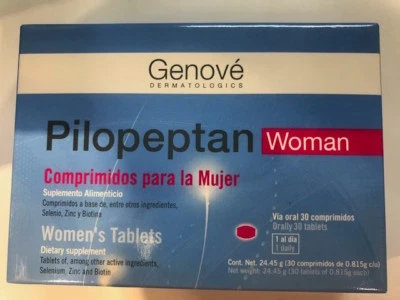 Genové
DERMATOLOGICS
Pilopeptan Woman
Comprimidos para la Mujer
Suplemento Alimenticio
Comprimidos a base de, entre otros ingredientes,
Selenio, Zinc y Biotina
Women's Tablets
Dietary supplement
Tablets of, among other active ingredients,
Selenium, Zinc and Biotin
Via oral 30 comprimidos
Orally 30 tablets
1 al día
1 daily
Cont. Net. 24.45 g (30 comprimidos de 0.815g c/u)
Net weight. 24.45 g (30 tablets of 0.815g each)